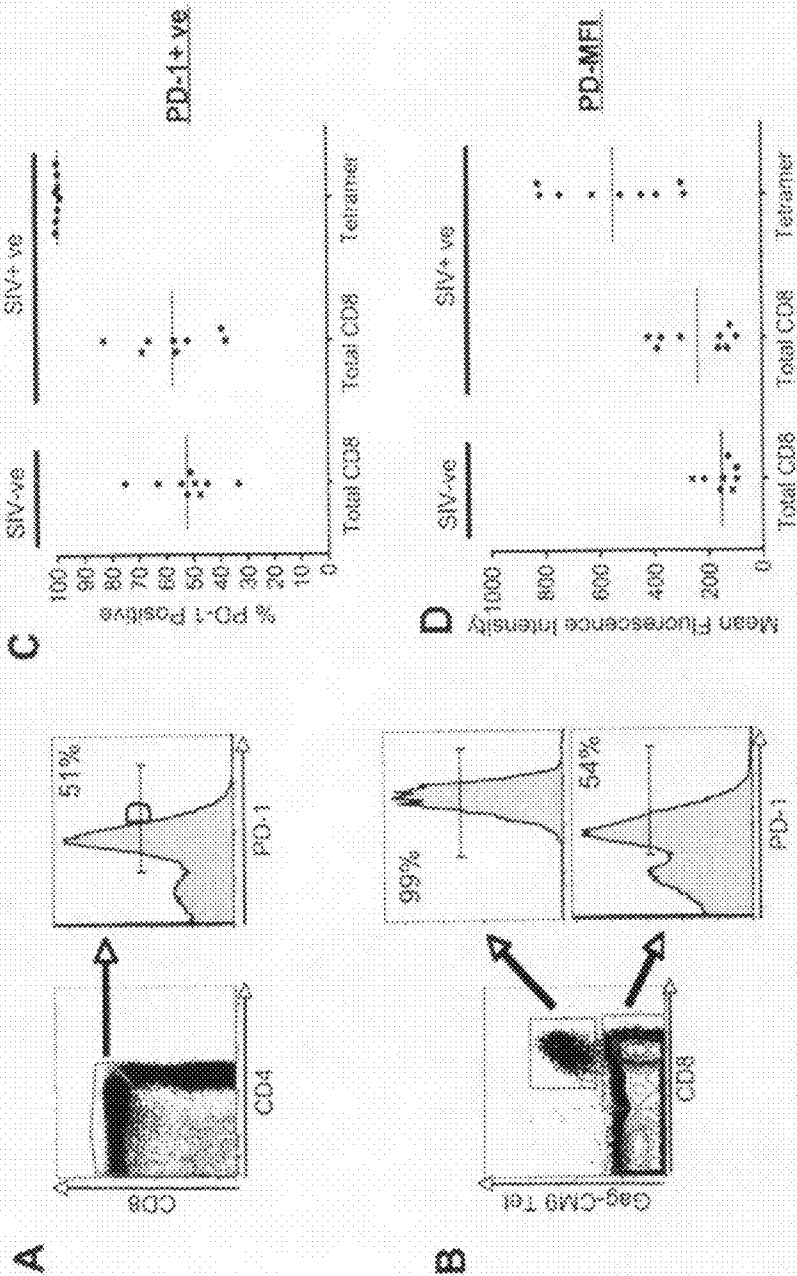 A
CD8
CD4
51%
PD-1
B
Gag-CM9 Tet
CD8
99%
54%
PD-1
C
SIV-ve
SIV+ ve
% PD-1 Positive
100
90
80
70
60
50
40
30
20
10
0
Total CD8
Total CD8
Tetramer
PD-1+ ve
D
SIV-ve
SIV+ ve
Mean Fluorescence Intensity
1000
800
600
400
200
0
Total CD8
Total CD8
Tetramer
PD-MFI